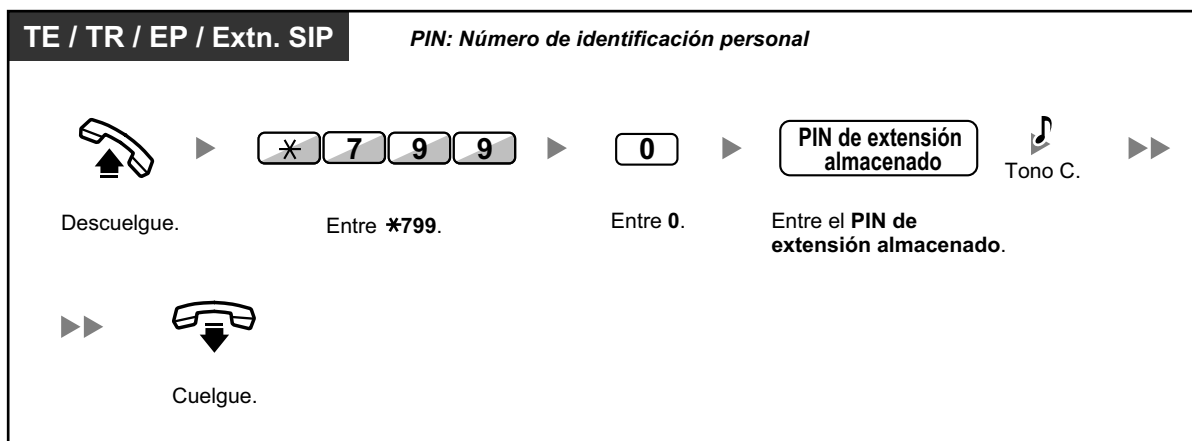 TE / TR / EP / Extn. SIP
PIN: Número de identificación personal
* 7 9 9
0
PIN de extensión
almacenado
Tono C.
Descuelgue.
Entre *799.
Entre 0.
Entre el PIN de
extensión almacenado.
Cuelgue.